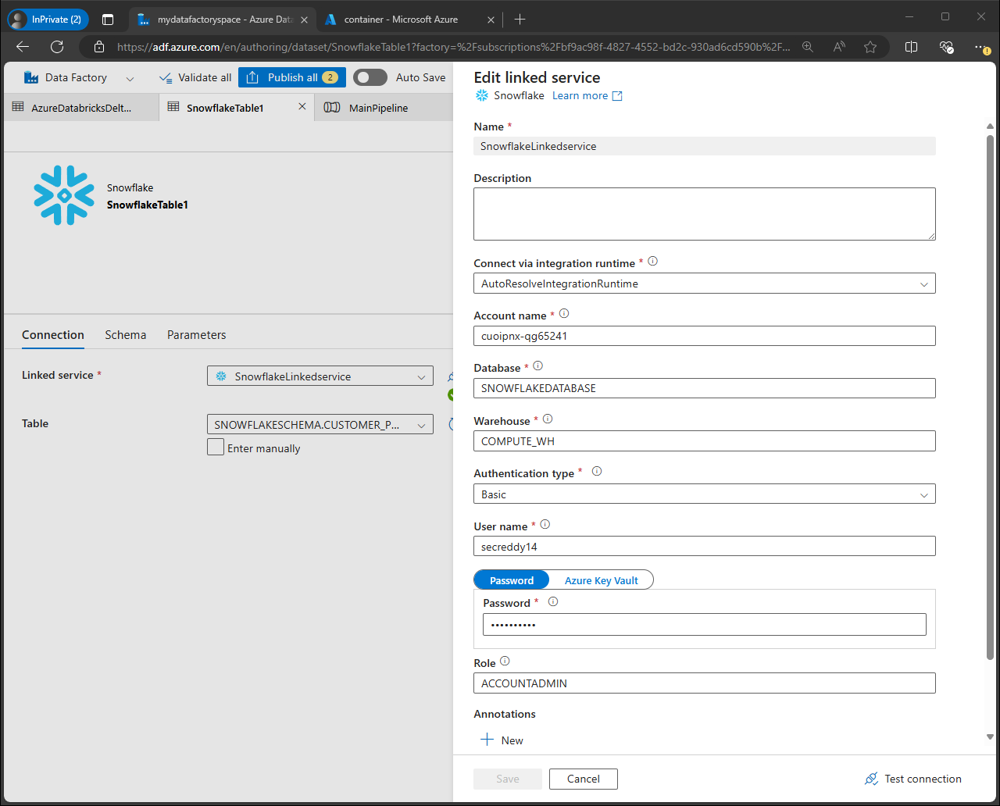 InPrivate (2)
mydatafactoryspace - Azure Data
container - Microsoft Azure
https://adf.azure.com/en/authoring/dataset/SnowflakeTable1?factory=%2Fsubscriptions%2Fbf9ac98f-4827-4552-bd2c-930ad6cd590b%2F...
Data Factory
Validate all
Publish all 2
Auto Save
AzureDatabricksDelt...
SnowflakeTable1
MainPipeline
Snowflake
SnowflakeTable1
Connection
Schema
Parameters
Linked service *
SnowflakeLinkedservice
Table
SNOWFLAKESCHEMA.CUSTOMER_P...
Enter manually
Edit linked service
Snowflake Learn more
Name *
SnowflakeLinkedservice
Description
Connect via integration runtime *
AutoResolveIntegrationRuntime
Account name *
cuoipnx-qg65241
Database *
SNOWFLAKEDATABASE
Warehouse *
COMPUTE_WH
Authentication type *
Basic
User name *
secreddy14
Password
Azure Key Vault
Password *
••••••••••
Role
ACCOUNTADMIN
Annotations
New
Save
Cancel
Test connection